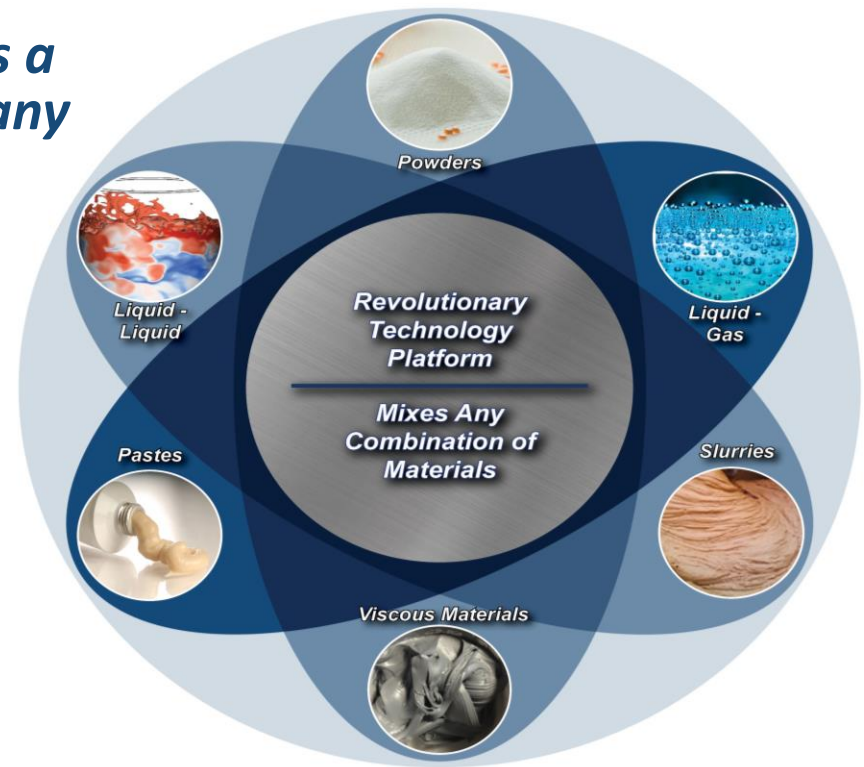 s a
any
Powders
Liquid -
Liquid
Liquid -
Gas
Revolutionary
Technology
Platform
Mixes Any
Combination of
Materials
Pastes
Slurries
Viscous Materials